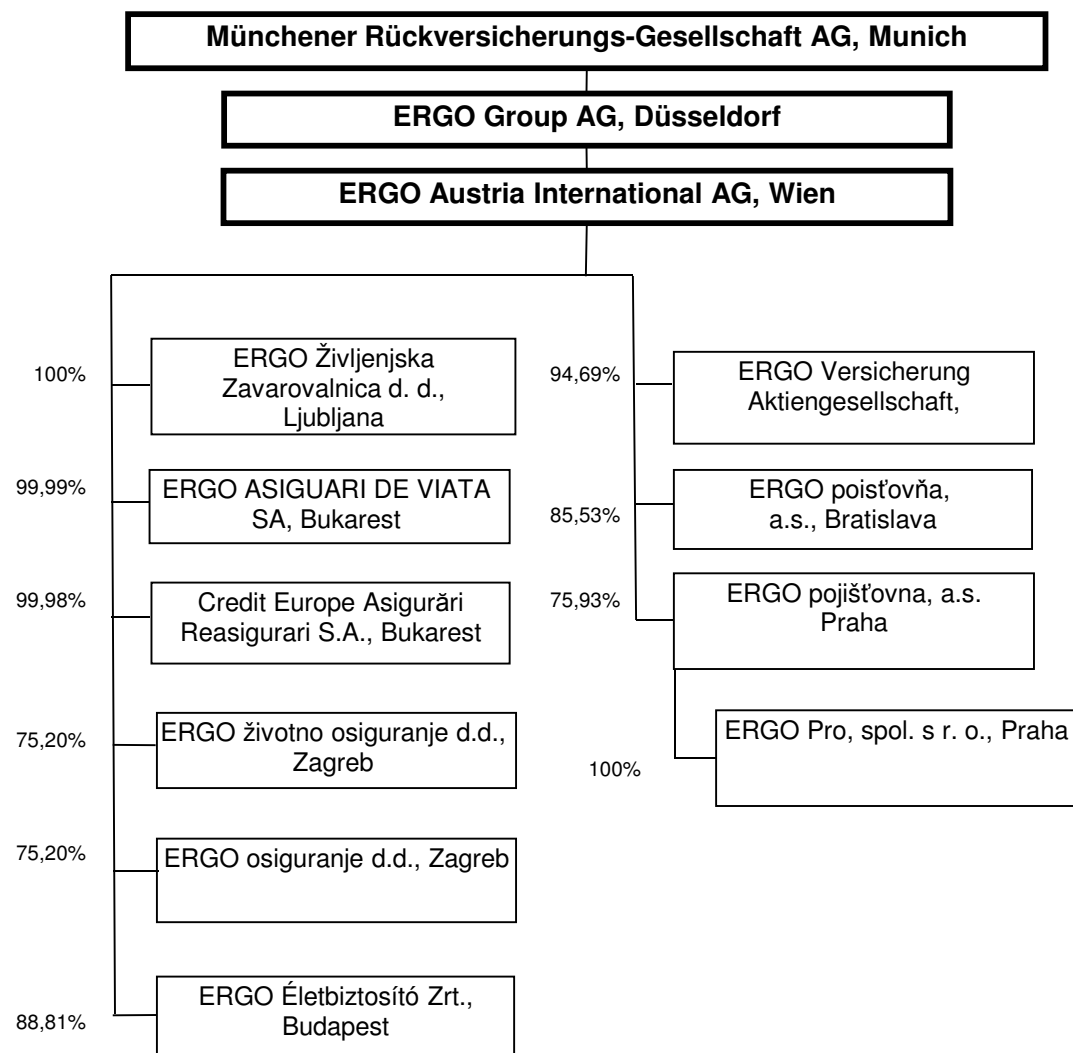 Münchener Rückversicherungs-Gesellschaft AG, Munich
ERGO Group AG, Düsseldorf
ERGO Austria International AG, Wien
100%
ERGO Življenjska
Zavarovalnica d. d.,
Ljubljana
99,99%
ERGO ASIGUARI DE VIATA
SA, Bukarest
99,98%
Credit Europe Asigurări
Reasigurari S.A., Bukarest
75,20%
ERGO životno osiguranje d.d.,
Zagreb
75,20%
ERGO osiguranje d.d., Zagreb
88,81%
ERGO Életbiztosító Zrt.,
Budapest
94,69%
ERGO Versicherung
Aktiengesellschaft,
85,53%
ERGO poisťovňa,
a.s., Bratislava
75,93%
ERGO pojišťovna, a.s.
Praha
100%
ERGO Pro, spol. s r. o., Praha